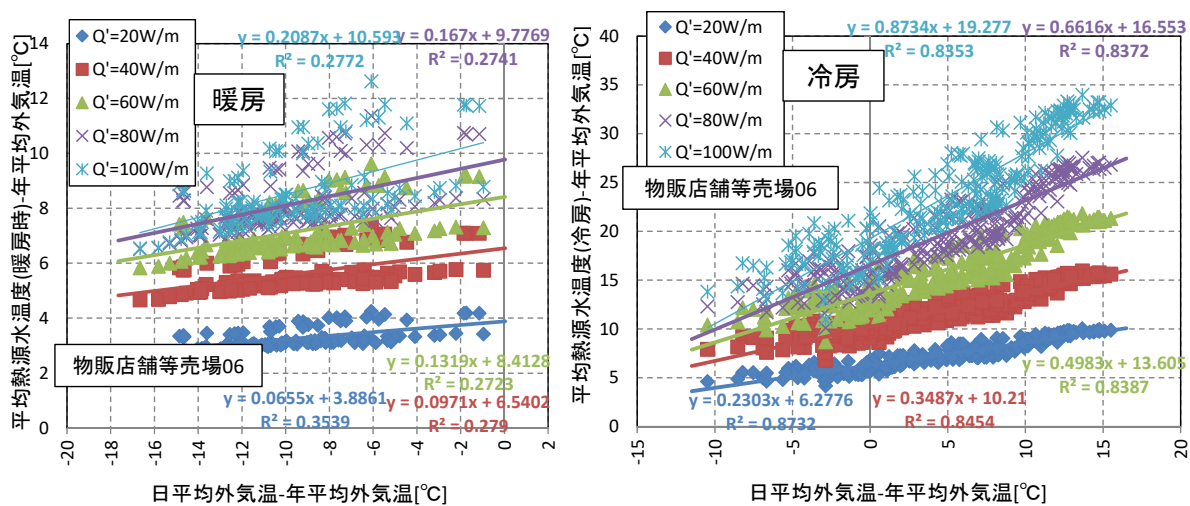 Q'=20W/m
Q'=40W/m
Q'=60W/m
Q'=80W/m
Q'=100W/m
暖房
y = 0.2087x + 10.593
R² = 0.2772
y = 0.167x + 9.7769
R² = 0.2741
物販店舗等売場06
y = 0.1319x + 8.4128
R² = 0.2723
y = 0.0655x + 3.8861
R² = 0.3539
y = 0.0971x + 6.5402
R² = 0.279
平均熱源水温度(暖房時)-年平均外気温[℃]
14
12
10
8
6
4
2
0
-20
-18
-16
-14
-12
-10
-8
-6
-4
-2
0
2
日平均外気温-年平均外気温[℃]
Q'=20W/m
Q'=40W/m
Q'=60W/m
Q'=80W/m
Q'=100W/m
冷房
y = 0.8734x + 19.277
R² = 0.8353
y = 0.6616x + 16.553
R² = 0.8372
物販店舗等売場06
y = 0.4983x + 13.605
R² = 0.8387
y = 0.2303x + 6.2776
R² = 0.8732
y = 0.3487x + 10.21
R² = 0.8454
平均熱源水温度(冷房)-年平均外気温[℃]
40
35
30
25
20
15
10
5
0
-15
-10
-5
0
5
10
15
20
日平均外気温-年平均外気温[℃]